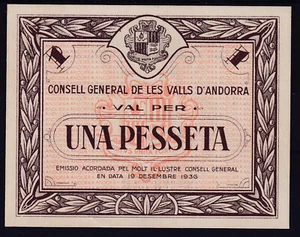 1 1
CONSELL GENERAL DE LES VALLS D'ANDORRA
VAL PER
UNA PESSETA
EMISSIO ACORDADA PEL MOLT IL·LUSTRE CONSELL GENERAL
EN DATA 19 DESEMBRE 1936